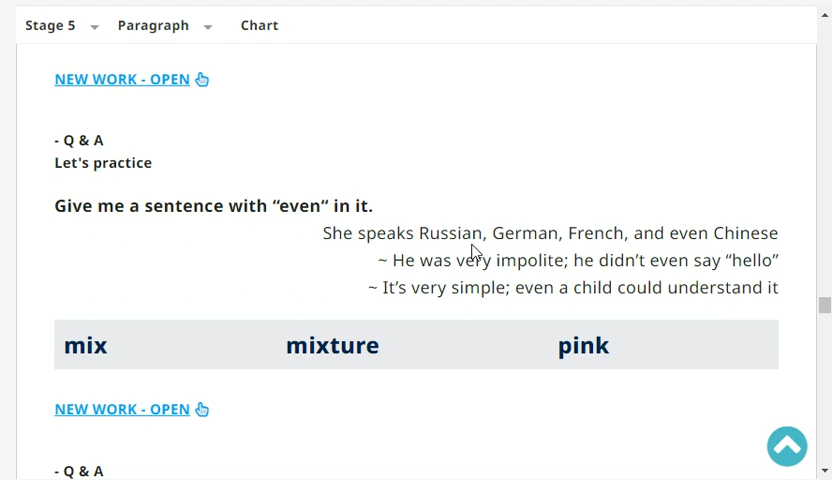 Stage 5 Paragraph Chart
NEW WORK - OPEN
- Q & A
Let's practice
Give me a sentence with “even“ in it.
She speaks Russian, German, French, and even Chinese
~ He was very impolite; he didn’t even say “hello”
~ It’s very simple; even a child could understand it
mix mixture pink
NEW WORK - OPEN
- Q & A